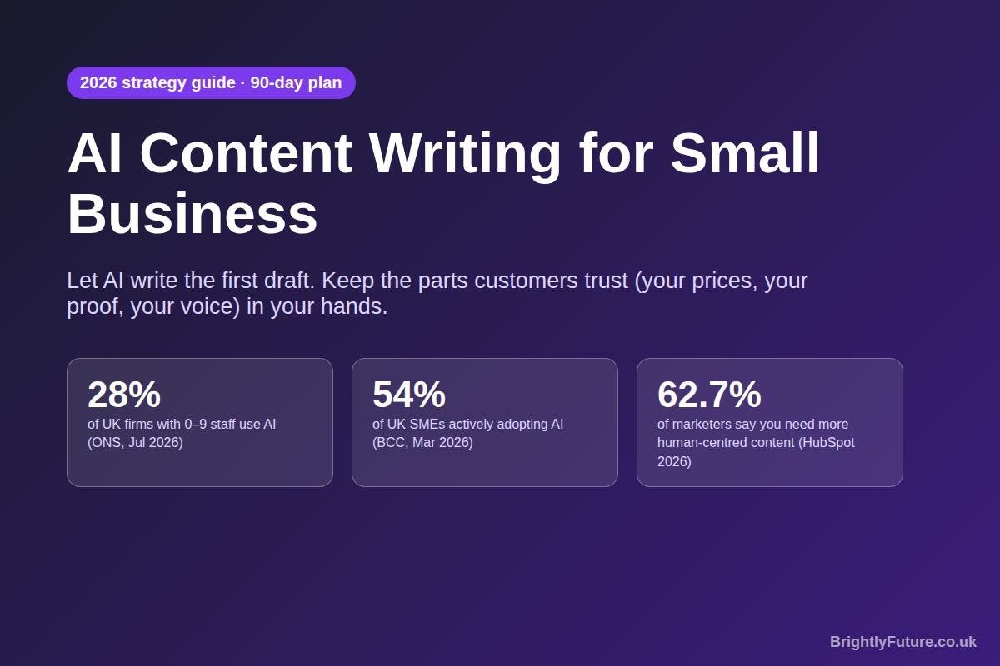 2026 strategy guide · 90-day plan
AI Content Writing for Small
Business
Let AI write the first draft. Keep the parts customers trust (your prices, your
proof, your voice) in your hands.
28%
of UK firms with 0–9 staff use AI
(ONS, Jul 2026)
54%
of UK SMEs actively adopting AI
(BCC, Mar 2026)
62.7%
of marketers say you need more
human-centred content (HubSpot
2026)
BrightlyFuture.co.uk